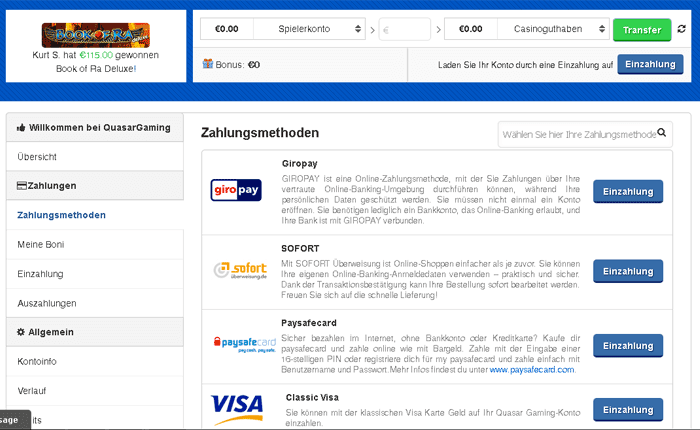 BOOK OF RA
Kurt S. hat €115.00 gewonnen
Book of Ra Deluxe!
€0.00 Spielerkonto > € > €0.00 Casinoguthaben Transfer
Bonus: €0
Laden Sie Ihr Konto durch eine Einzahlung auf Einzahlung
Willkommen bei QuasarGaming
Übersicht
Zahlungen
Zahlungsmethoden
Meine Boni
Einzahlung
Auszahlungen
Allgemein
Kontoinfo
Verlauf
its
sage
Zahlungsmethoden
Wählen Sie hier Ihre Zahlungsmethode
giropay
Giropay
GIROPAY ist eine Online-Zahlungsmethode, mit der Sie Zahlungen über Ihre
vertraute Online-Banking-Umgebung durchführen können, während Ihre
persönlichen Daten geschützt werden. Sie müssen nicht einmal ein Konto
eröffnen. Sie benötigen lediglich ein Bankkonto, das Online-Banking erlaubt, und
Ihre Bank ist mit GIROPAY verbunden.
Einzahlung
sofort
überweisung.de
SOFORT
Mit SOFORT Überweisung ist Online-Shoppen einfacher als je zuvor. Sie können
Ihre eigenen Online-Banking-Anmeldedaten verwenden – praktisch und sicher.
Dank der Transaktionsbestätigung kann Ihre Bestellung sofort bearbeitet werden.
Freuen Sie sich auf die schnelle Lieferung!
Einzahlung
paysafecard
pay cash. pay safe.
Paysafecard
Sicher bezahlen im Internet, ohne Bankkonto oder Kreditkarte? Kaufe dir
paysafecard und zahle online wie mit Bargeld. Zahle mit der Eingabe einer
16-stelligen PIN oder registriere dich für my paysafecard und zahle einfach mit
Benutzername und Passwort.Mehr Infos findest du unter www.paysafecard.com.
Einzahlung
VISA
Classic Visa
Sie können mit der klassischen Visa Karte Geld auf Ihr Quasar Gaming-Konto
einzahlen.
Einzahlung